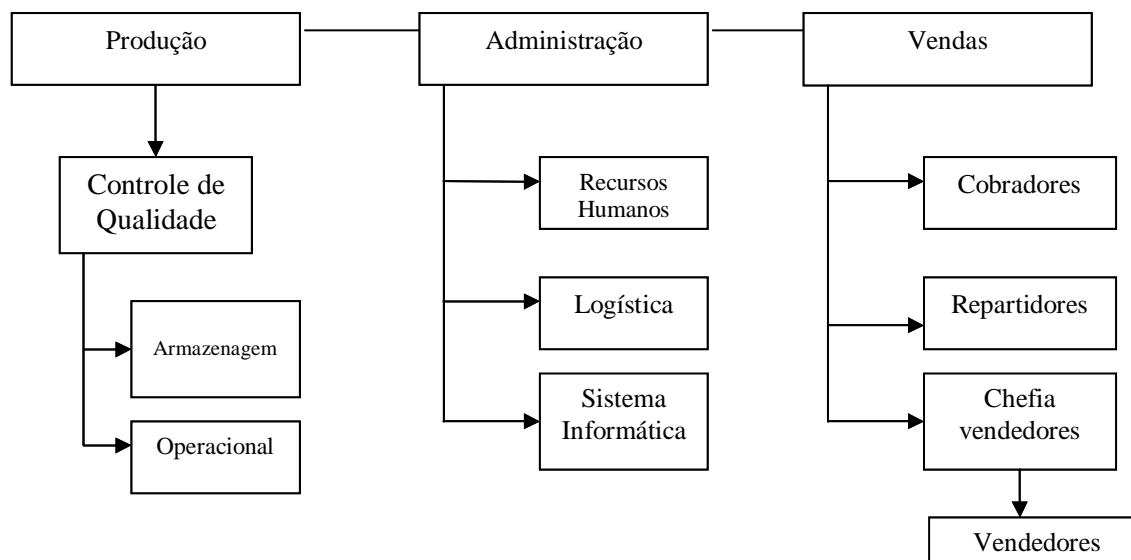 Produção
Administração
Vendas
Controle de
Qualidade
Recursos
Humanos
Cobradores
Armazenagem
Logística
Repartidores
Operacional
Sistema
Informática
Chefia
vendedores
Vendedores